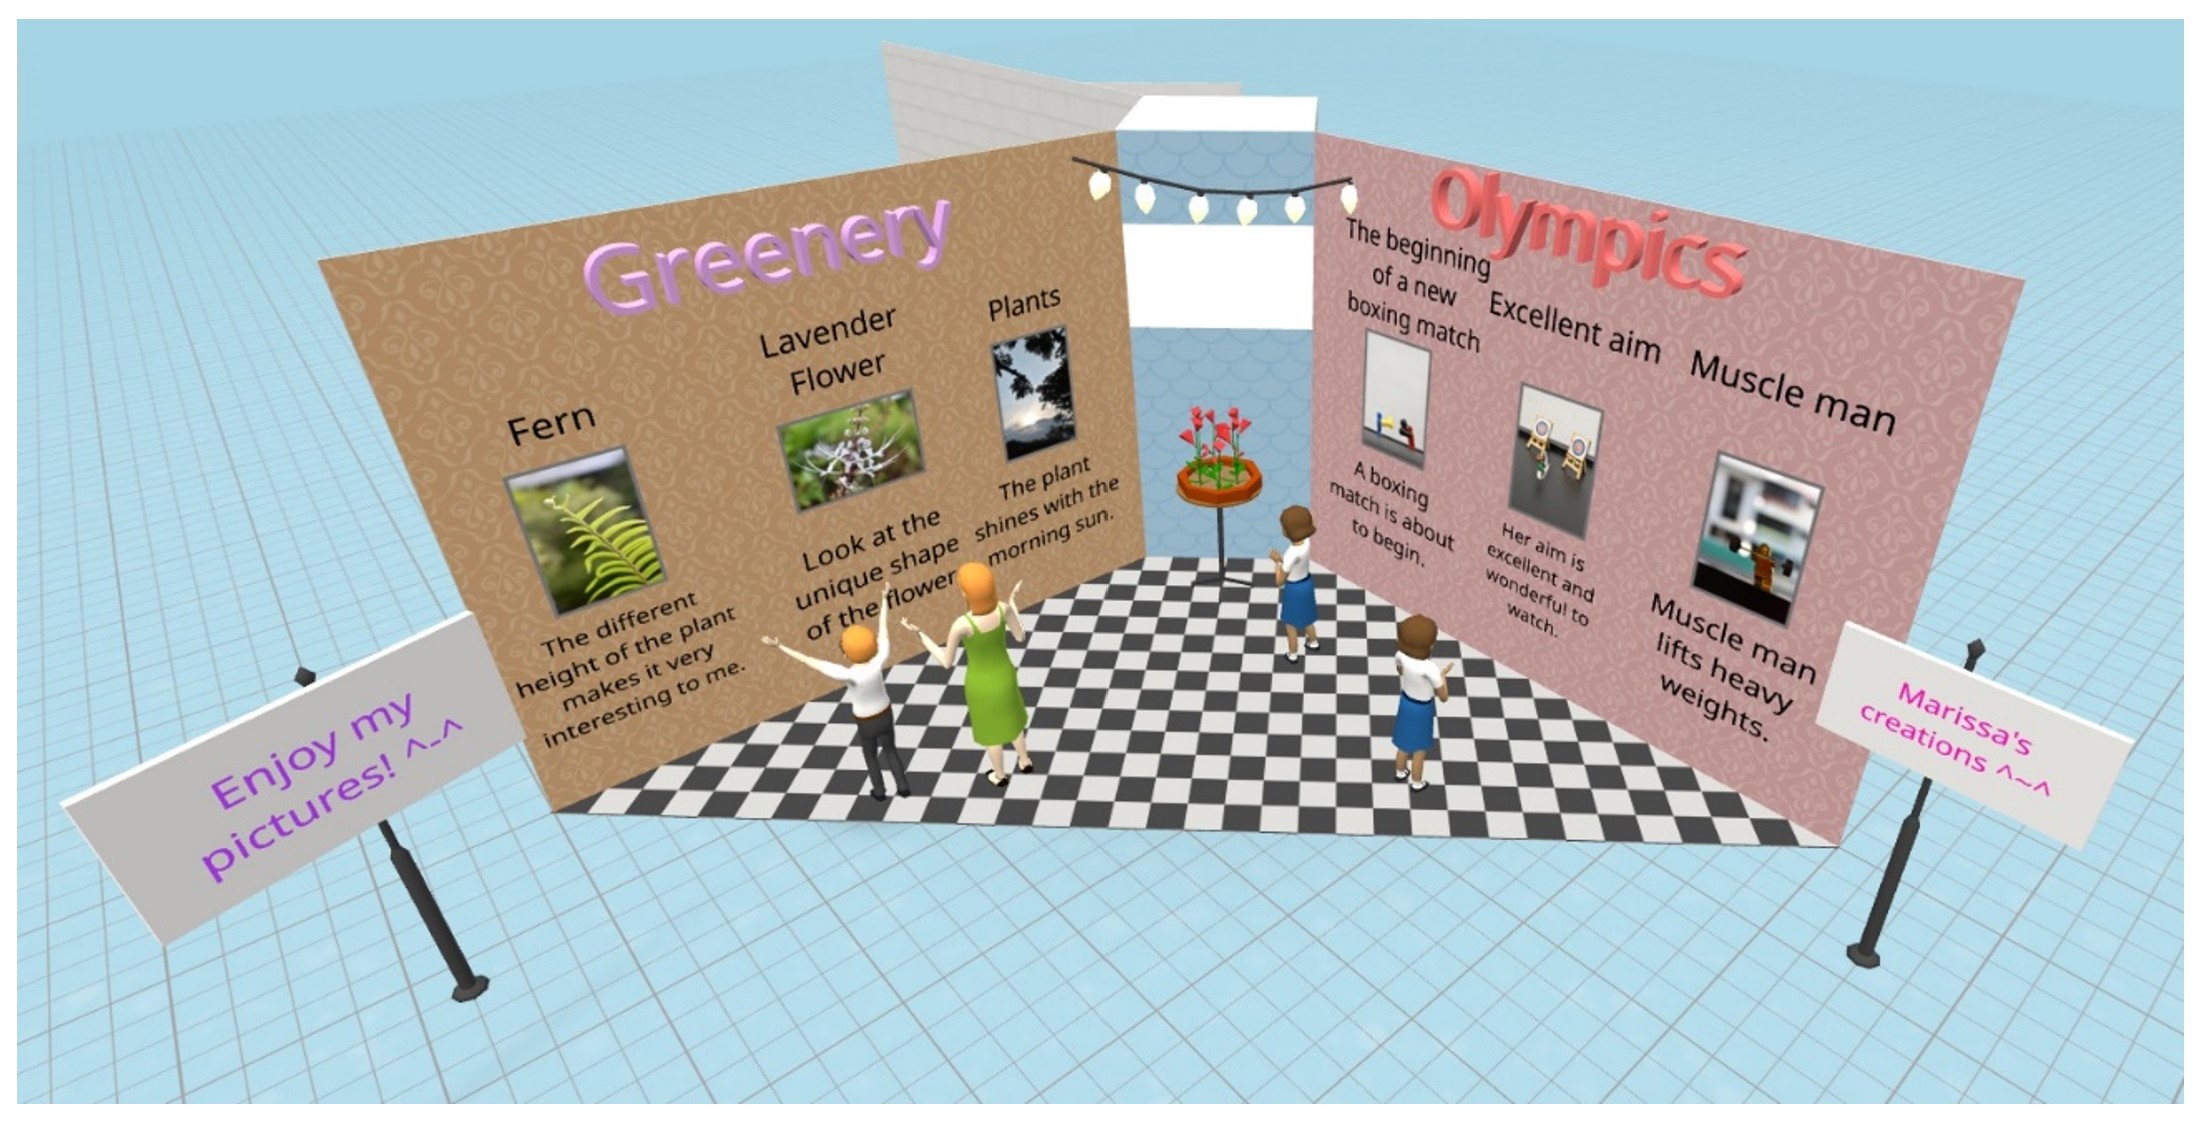 Greenery
Fern
The different
height of the plant
makes it very
interesting to me.
Lavender
Flower
Look at the
unique shape
of the flower
Plants
The plant
shines with the
morning sun.
Olympics
The beginning
of a new
boxing match
A boxing
match is about
to begin.
Excellent aim
Her aim is
excellent and
wonderful to
watch.
Muscle man
Muscle man
lifts heavy
weights.
Enjoy my
pictures! ^-^
Marissa's
creations ^~^